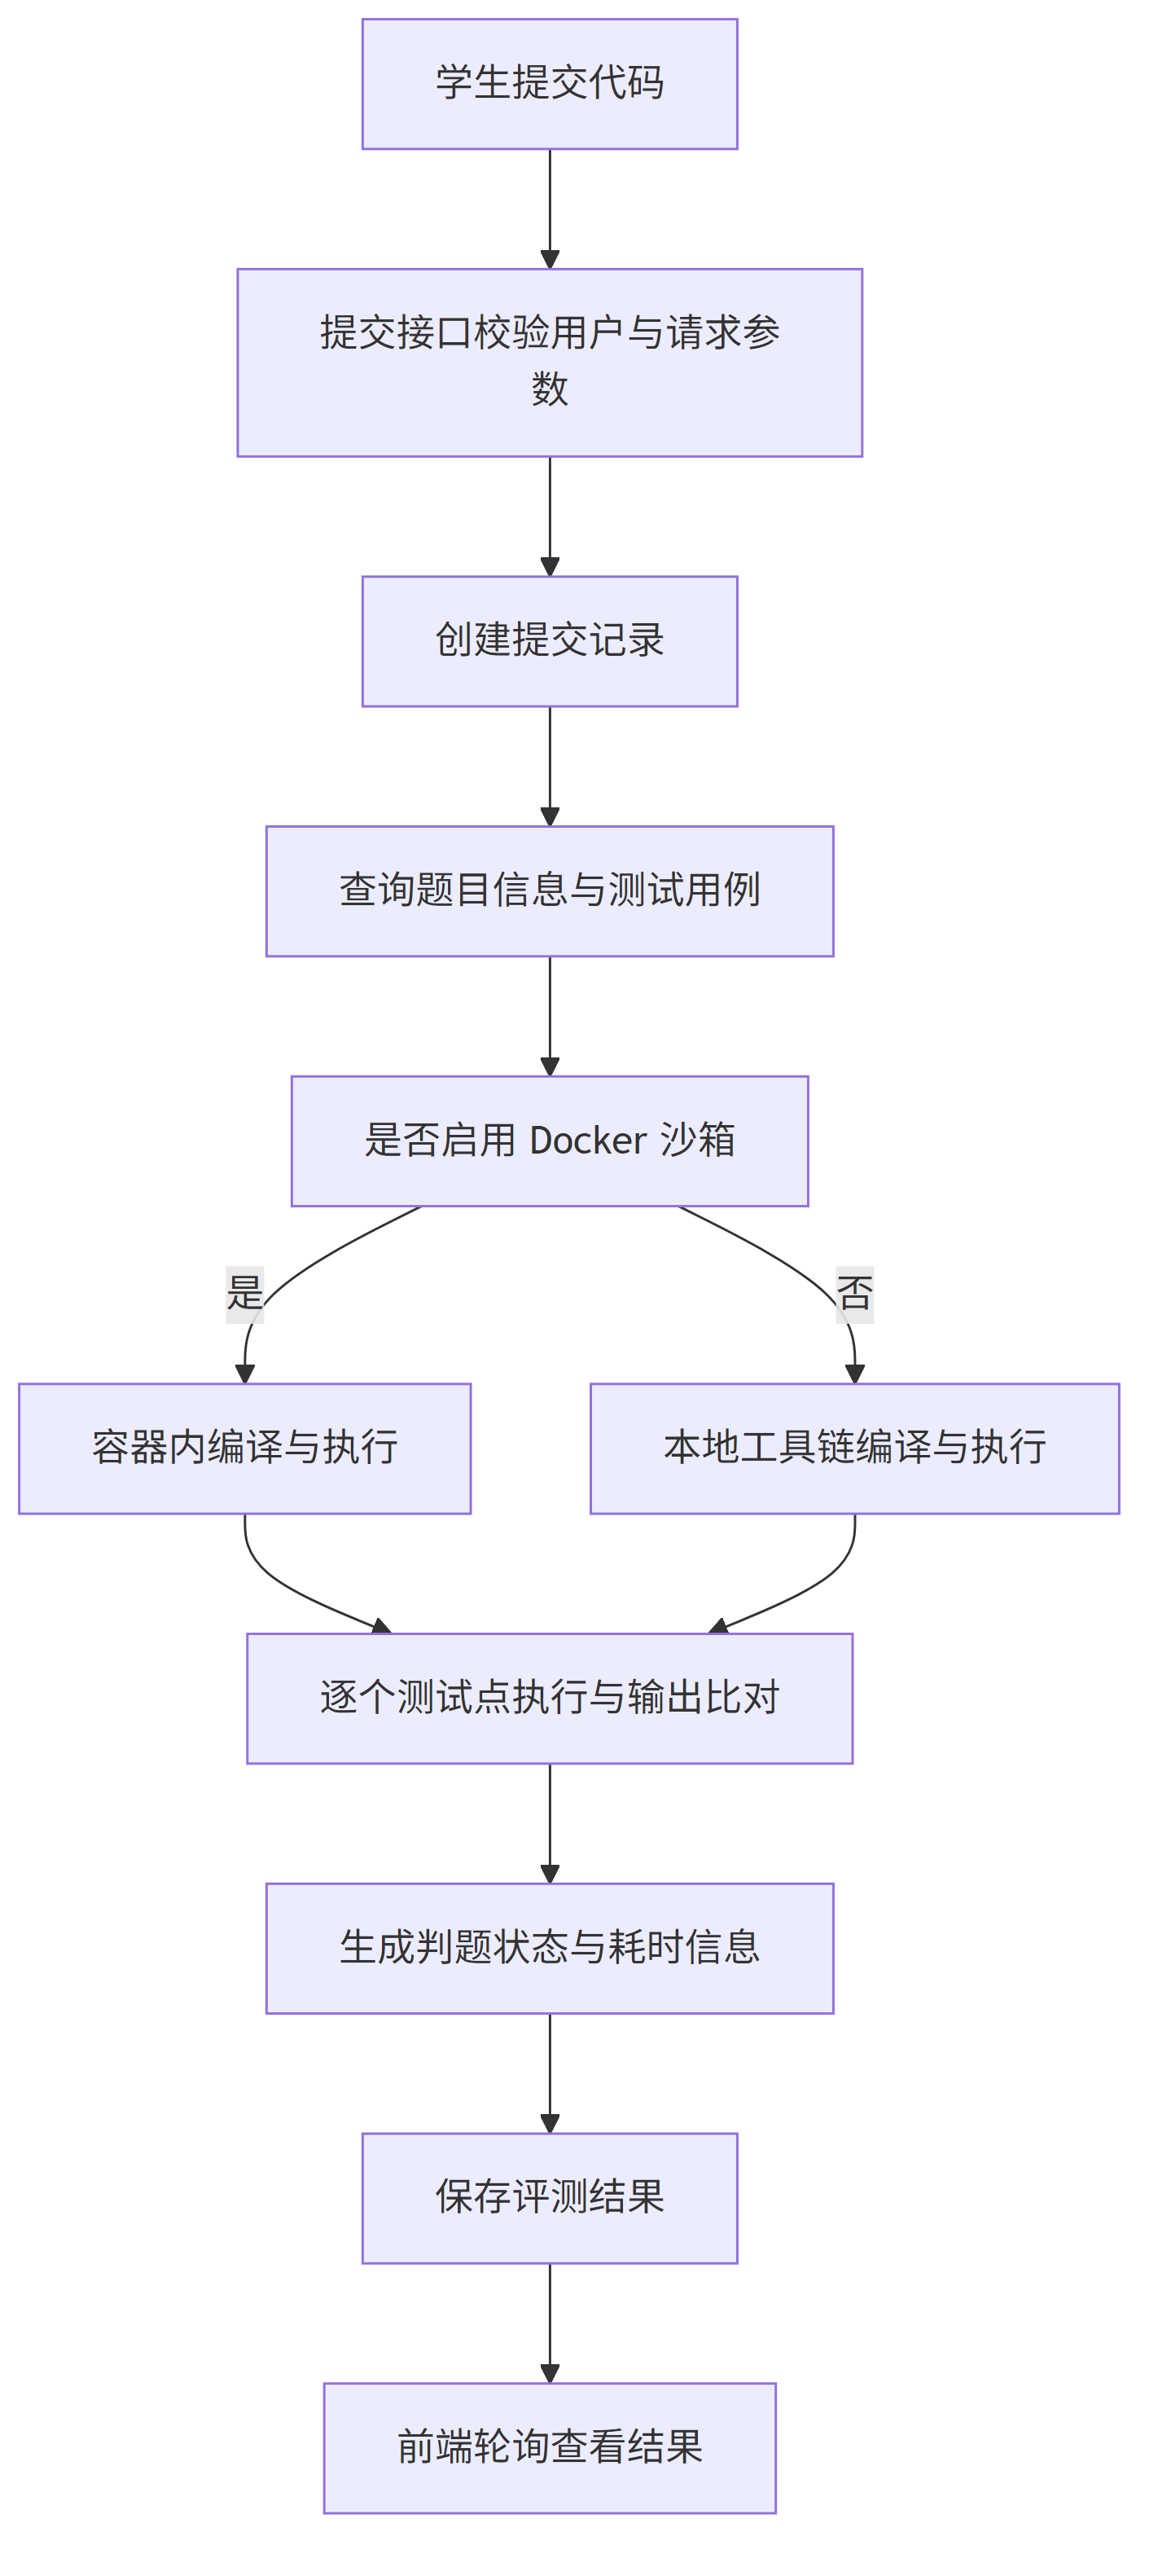 学生提交代码
提交接口校验用户与请求参
数
创建提交记录
查询题目信息与测试用例
是否启用 Docker 沙箱
是
否
容器内编译与执行
本地工具链编译与执行
逐个测试点执行与输出比对
生成判题状态与耗时信息
保存评测结果
前端轮询查看结果